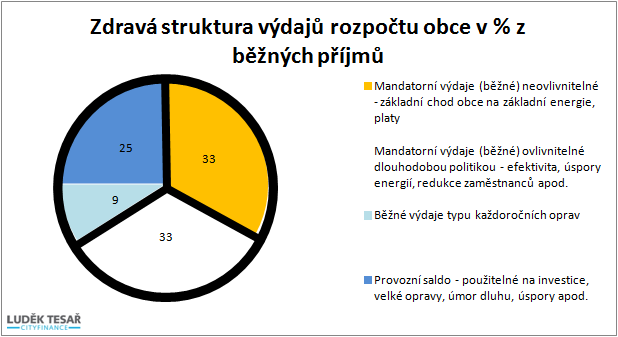 Zdravá struktura výdajů rozpočtu obce v % z
běžných příjmů
25
33
9
33
Mandatorní výdaje (běžné) neovlivnitelné
- základní chod obce na základní energie,
platy
Mandatorní výdaje (běžné) ovlivnitelné
dlouhodobou politikou - efektivita, úspory
energií, redukce zaměstnanců apod.
Běžné výdaje typu každoročních oprav
Provozní saldo - použitelné na investice,
velké opravy, úmor dluhu, úspory apod.
LUDĚK TESAŘ
CITYFINANCE